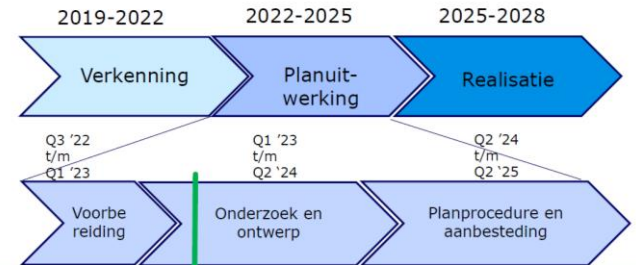 2019-2022
2022-2025
2025-2028
Verkenning
Planuit-
werking
Realisatie
Q3 ’22
t/m
Q1 ’23
Q1 ’23
t/m
Q2 ‘24
Q2 ’24
t/m
Q2 ‘25
Voorbe
reiding
Onderzoek en
ontwerp
Planprocedure en
aanbesteding